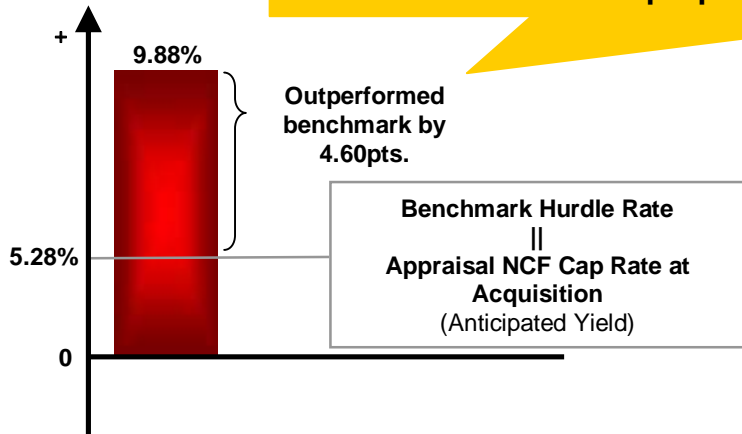 +
9.88%
Outperformed
benchmark by
4.60pts.
Benchmark Hurdle Rate
||
Appraisal NCF Cap Rate at
Acquisition
(Anticipated Yield)
5.28%
0